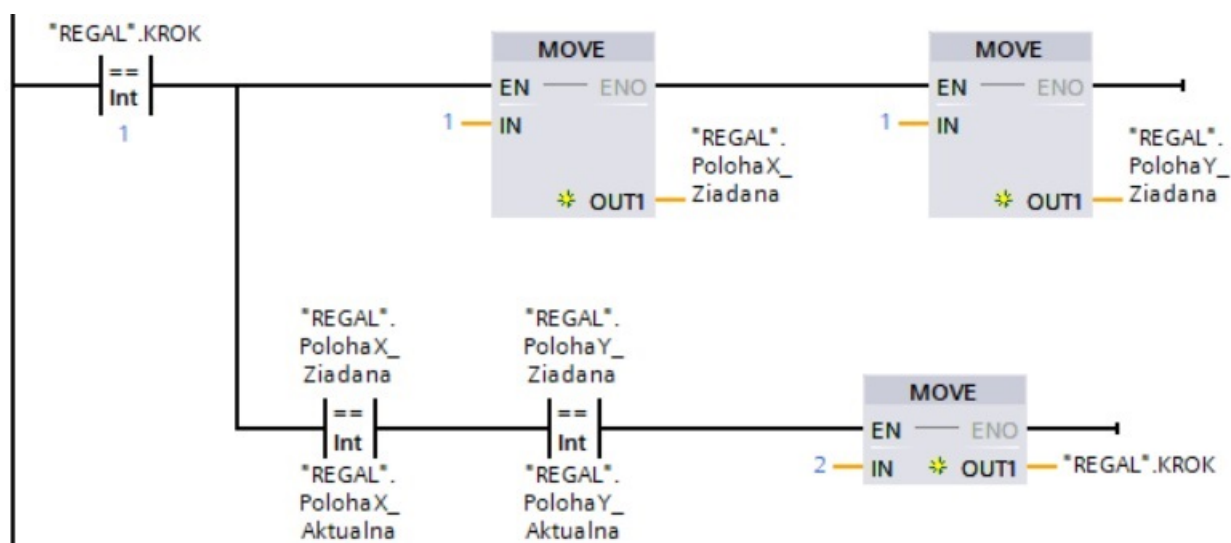 "REGAL".KROK
==
Int
1
MOVE
EN ENO
1 IN
OUT1
"REGAL".
PolohaX_
Ziadana
MOVE
EN ENO
1 IN
OUT1
"REGAL".
PolohaY_
Ziadana
"REGAL".
PolohaX_
Ziadana
==
Int
"REGAL".
PolohaX_
Aktualna
"REGAL".
PolohaY_
Ziadana
==
Int
"REGAL".
PolohaY_
Aktualna
MOVE
EN ENO
2 IN OUT1 "REGAL".KROK